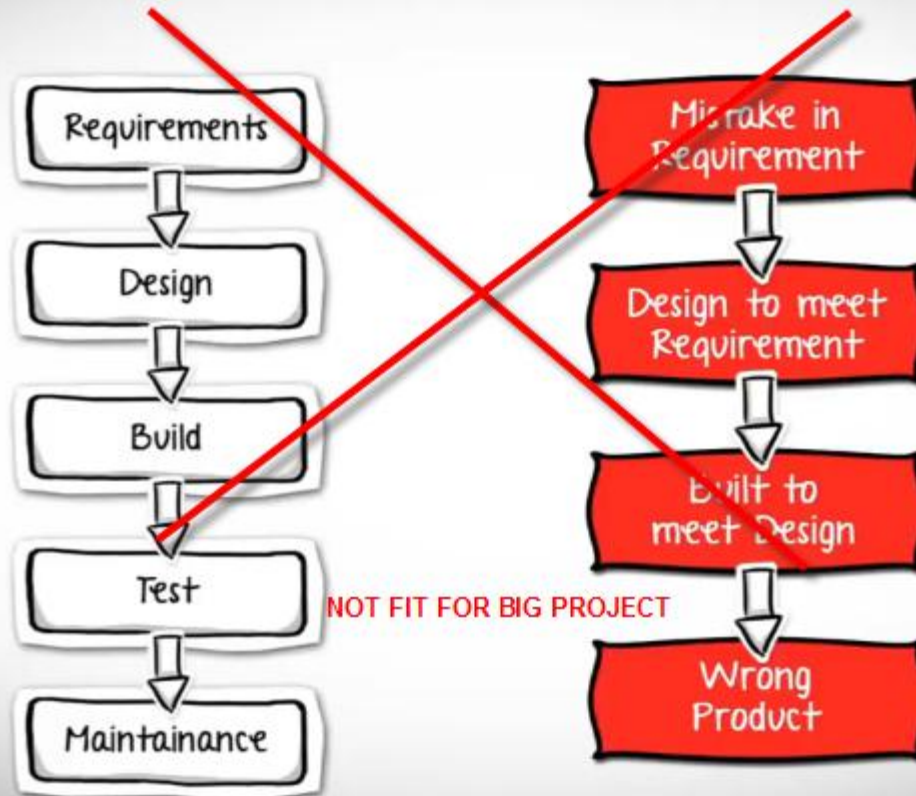 Requirements
Design
Build
Test
Maintainance
NOT FIT FOR BIG PROJECT
Mistake in
Requirement
Design to meet
Requirement
Built to
meet Design
Wrong
Product